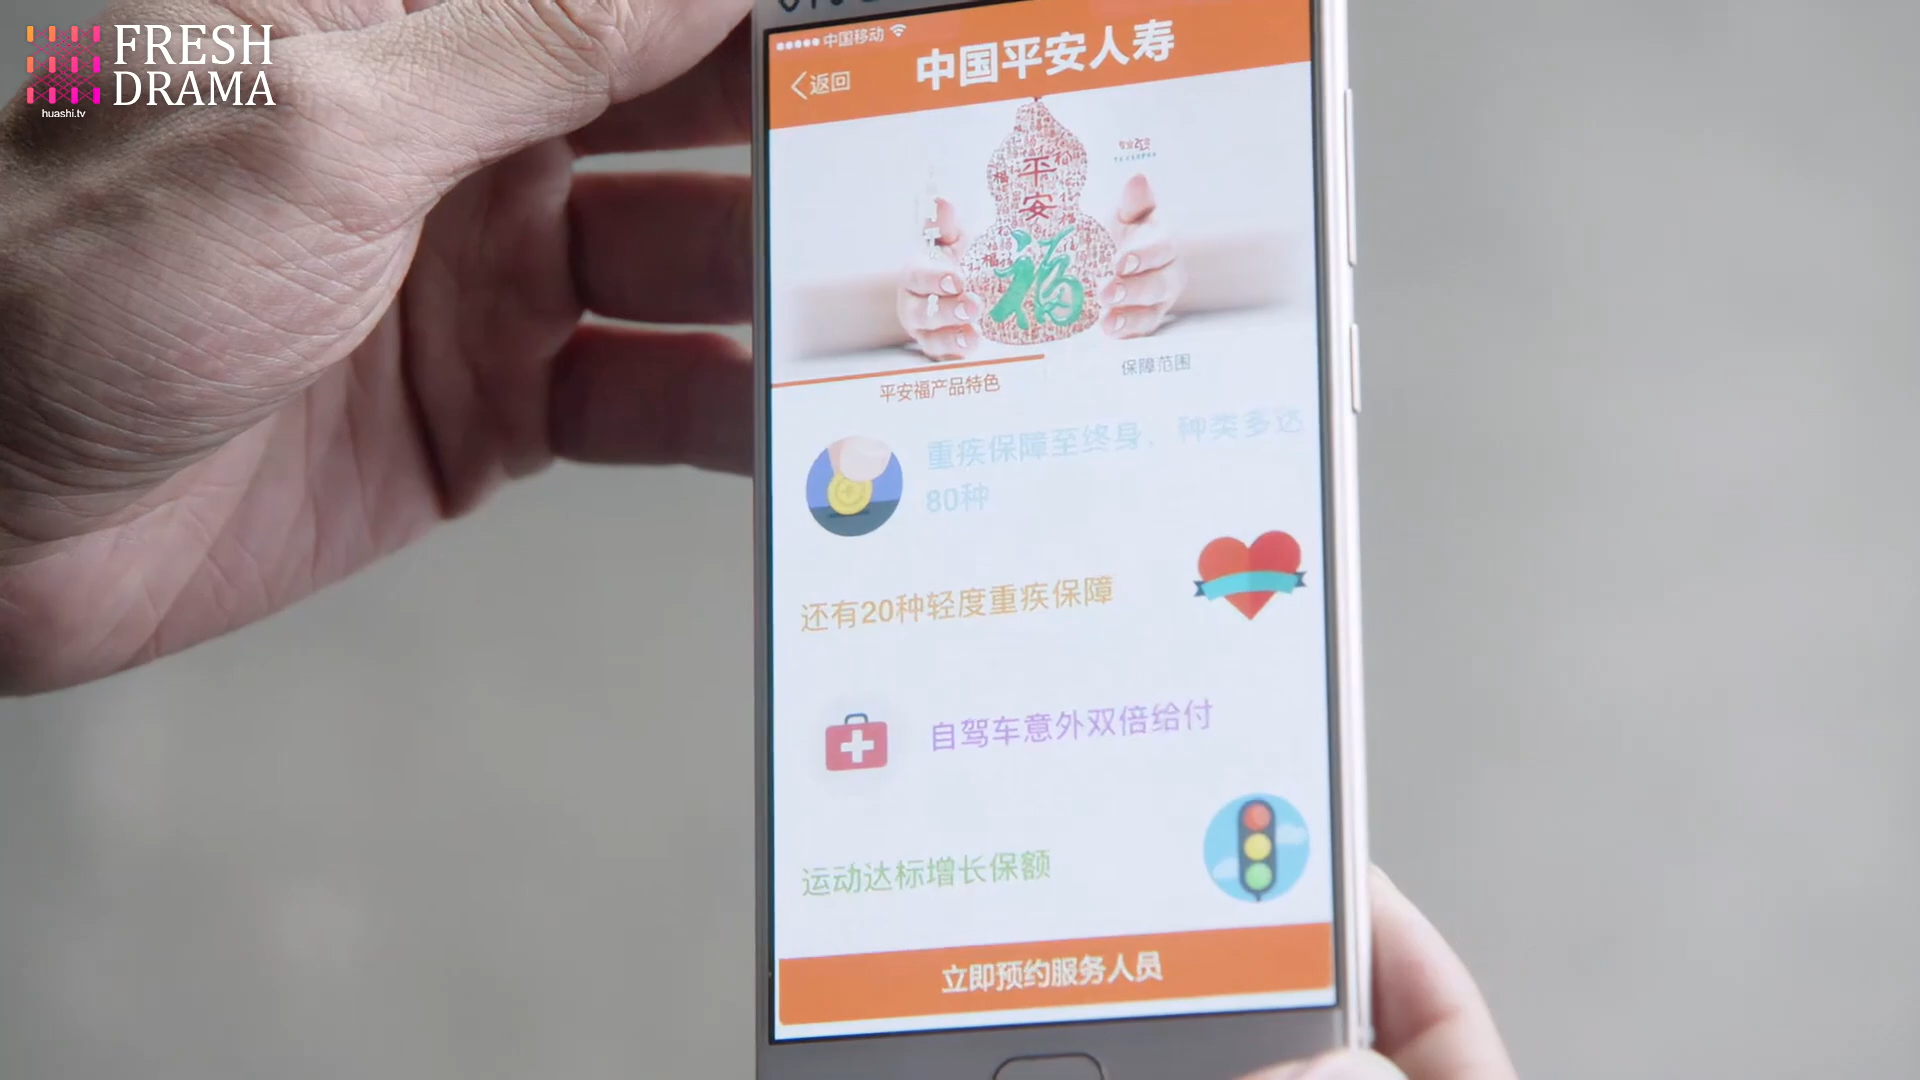 FRESH
DRAMA
huashi.tv
中国移动
返回
中国平安人寿
平
安
福
平安福产品特色
保障范围
重疾保障至终身，种类多达
80种
还有20种轻度重疾保障
自驾车意外双倍给付
运动达标增长保额
立即预约服务人员